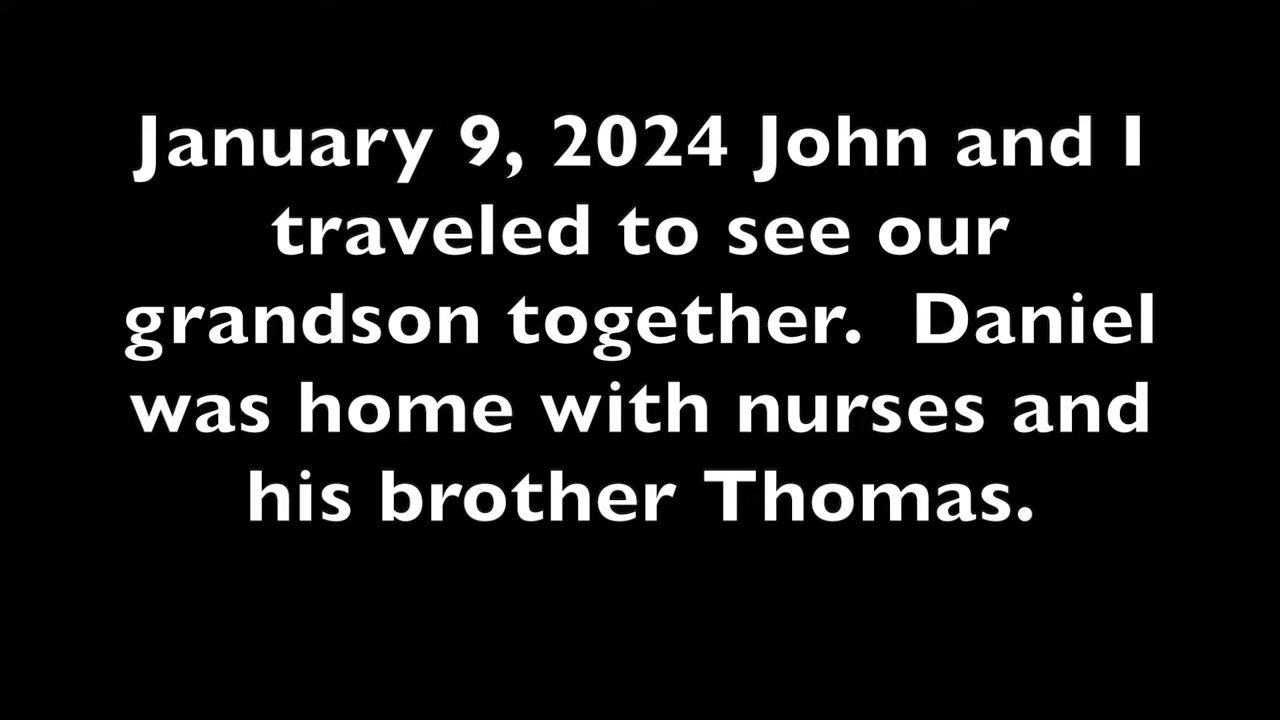 January 9, 2024 John and I
traveled to see our
grandson together.  Daniel
was home with nurses and
his brother Thomas.